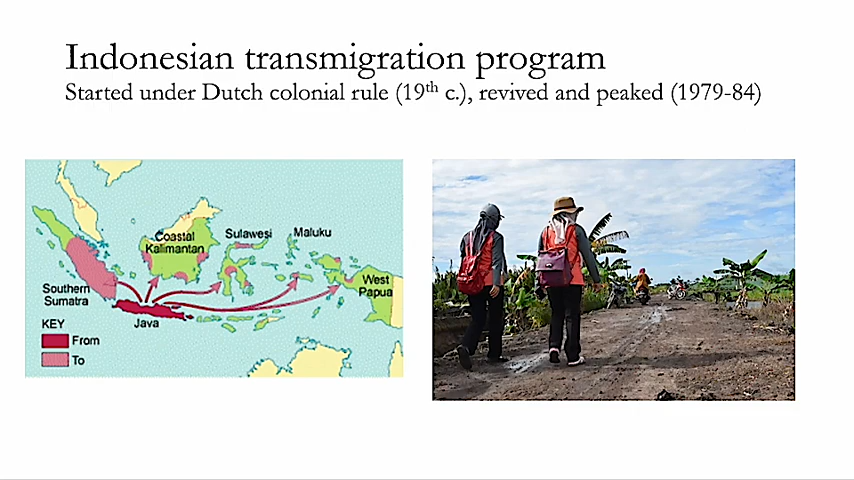 Indonesian transmigration program
Started under Dutch colonial rule (19th c.), revived and peaked (1979-84)
Coastal
Kalimantan
Sulawesi
Maluku
West
Papua
Southern
Sumatra
Java
KEY
From
To